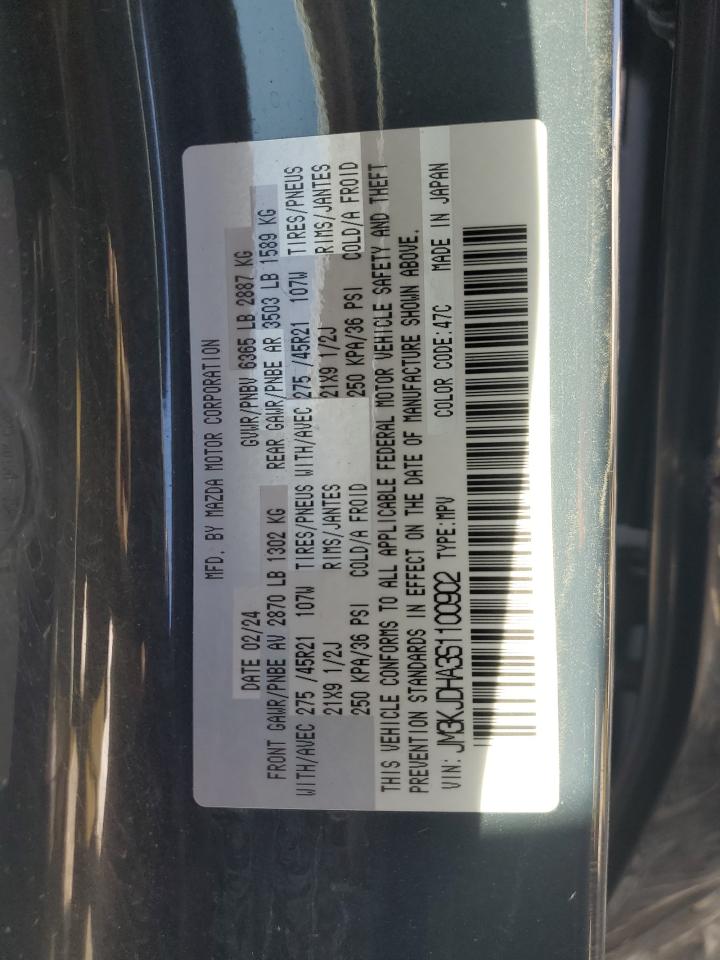 MFD. BY MAZDA MOTOR CORPORATION
DATE 02/24 GVWR/PNBV 6365 LB 2887 KG
FRONT GAWR/PNBE AV 2870 LB 1302 KG REAR GAWR/PNBE AR 3503 LB 1589 KG
WITH/AVEC 275 /45R21 107W TIRES/PNEUS WITH/AVEC 275 /45R21 107W TIRES/PNEUS
21X9 1/2J RIMS/JANTES 21X9 1/2J RIMS/JANTES
250 KPA/36 PSI COLD/A FROID 250 KPA/36 PSI COLD/A FROID
THIS VEHICLE CONFORMS TO ALL APPLICABLE FEDERAL MOTOR VEHICLE SAFETY AND THEFT
PREVENTION STANDARDS IN EFFECT ON THE DATE OF MANUFACTURE SHOWN ABOVE.
VIN: JM3KJDHA3S1100902 TYPE:MPV COLOR CODE:47C MADE IN JAPAN